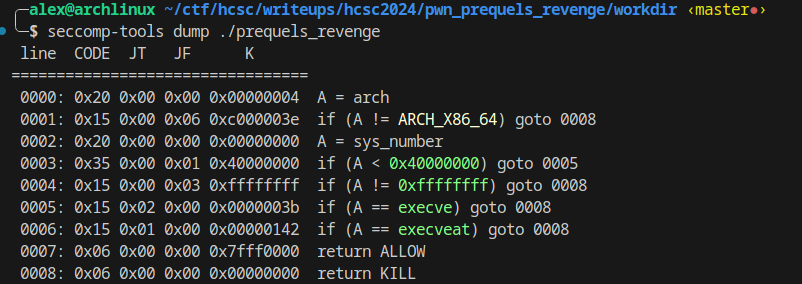 ╭─alex@archlinux ~/ctf/hcsc/writeups/hcsc2024/pwn_prequels_revenge/workdir ‹master●›
╰─$ seccomp-tools dump ./prequels_revenge
 line  CODE  JT   JF      K
=================================
 0000: 0x20 0x00 0x00 0x00000004  A = arch
 0001: 0x15 0x00 0x06 0xc000003e  if (A != ARCH_X86_64) goto 0008
 0002: 0x20 0x00 0x00 0x00000000  A = sys_number
 0003: 0x35 0x00 0x01 0x40000000  if (A < 0x40000000) goto 0005
 0004: 0x15 0x00 0x03 0xffffffff  if (A != 0xffffffff) goto 0008
 0005: 0x15 0x02 0x00 0x0000003b  if (A == execve) goto 0008
 0006: 0x15 0x01 0x00 0x00000142  if (A == execveat) goto 0008
 0007: 0x06 0x00 0x00 0x7fff0000  return ALLOW
 0008: 0x06 0x00 0x00 0x00000000  return KILL